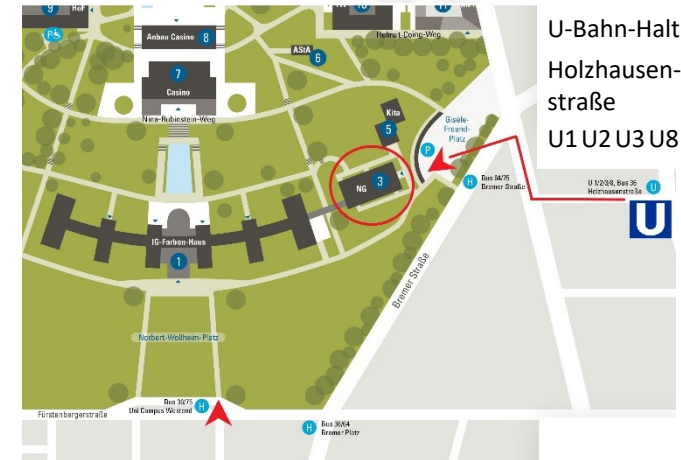 9
HoF
P
Anbau Casino 8
7
Casino
AStA
6
11
Helmut-Coing-Weg
Nina-Rubinstein-Weg
Kita
5
Gisèle-
Freund-
Platz
P
3
NG
H
Bus 64/75
Bremer Straße
U-Bahn-Halt
Holzhausen-
straße
U1 U2 U3 U8
U 1/2/3/8, Bus 36
Holzhausenstraße
U
U
IG-Farben-Haus
1
Bremer Straße
Norbert-Wollheim-Platz
Bus 36/75
Uni Campus Westend
H
Fürstenbergerstraße
H
Bus 36/64
Bremer Platz